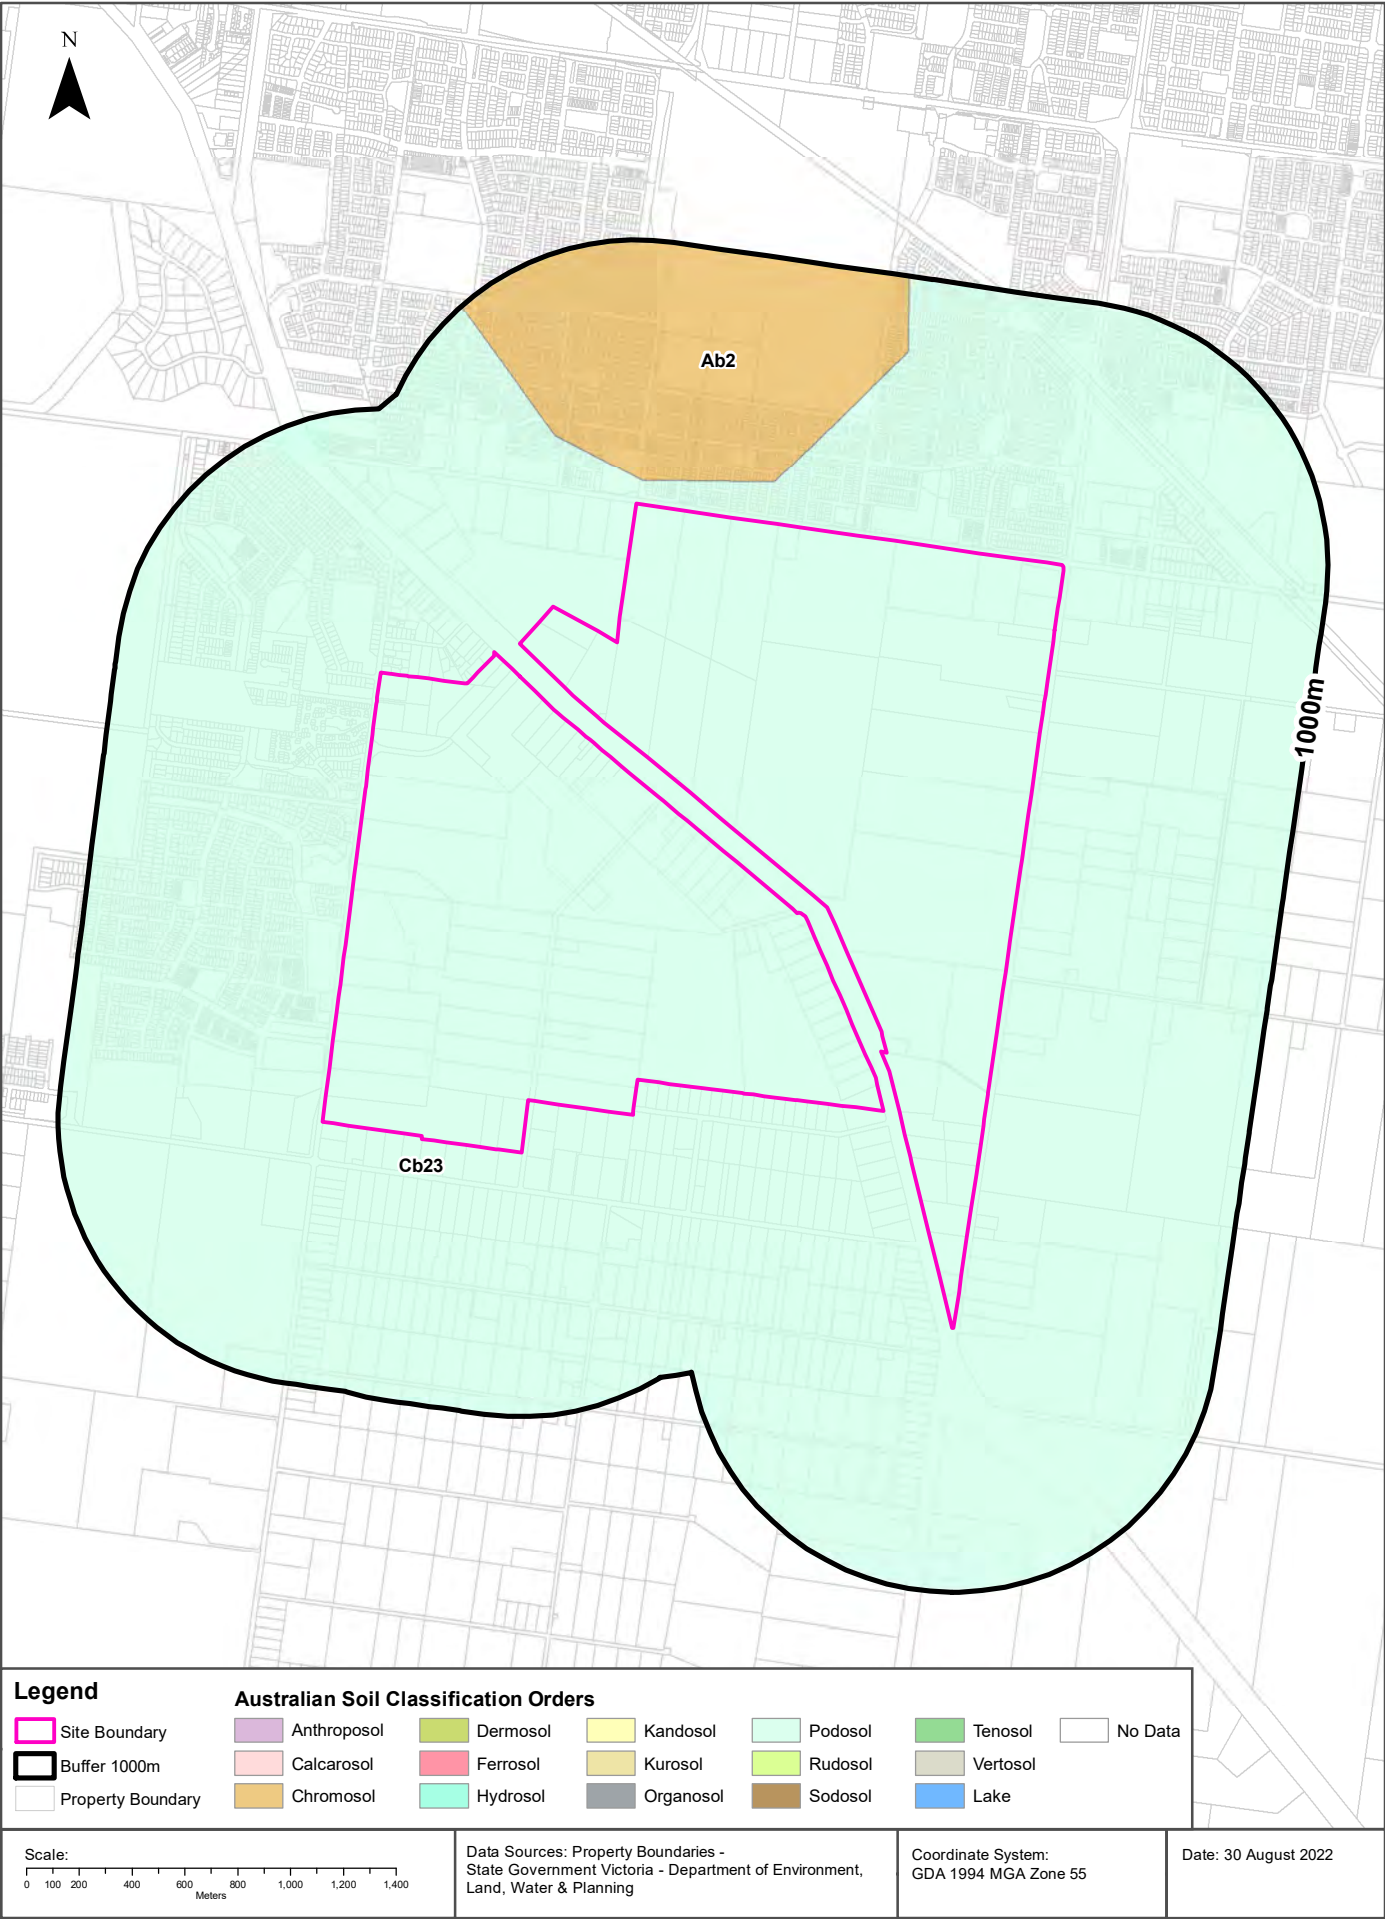 N
Ab2
1000m
Cb23
Legend
Site Boundary
Buffer 1000m
Property Boundary
Australian Soil Classification Orders
Anthroposol
Calcarosol
Chromosol
Dermosol
Ferrosol
Hydrosol
Kandosol
Kurosol
Organosol
Podosol
Rudosol
Sodosol
Tenosol
Vertosol
Lake
No Data
Scale:
0 100 200 400 600 800 1,000 1,200 1,400
Meters
Data Sources: Property Boundaries -
State Government Victoria - Department of Environment,
Land, Water & Planning
Coordinate System:
GDA 1994 MGA Zone 55
Date: 30 August 2022